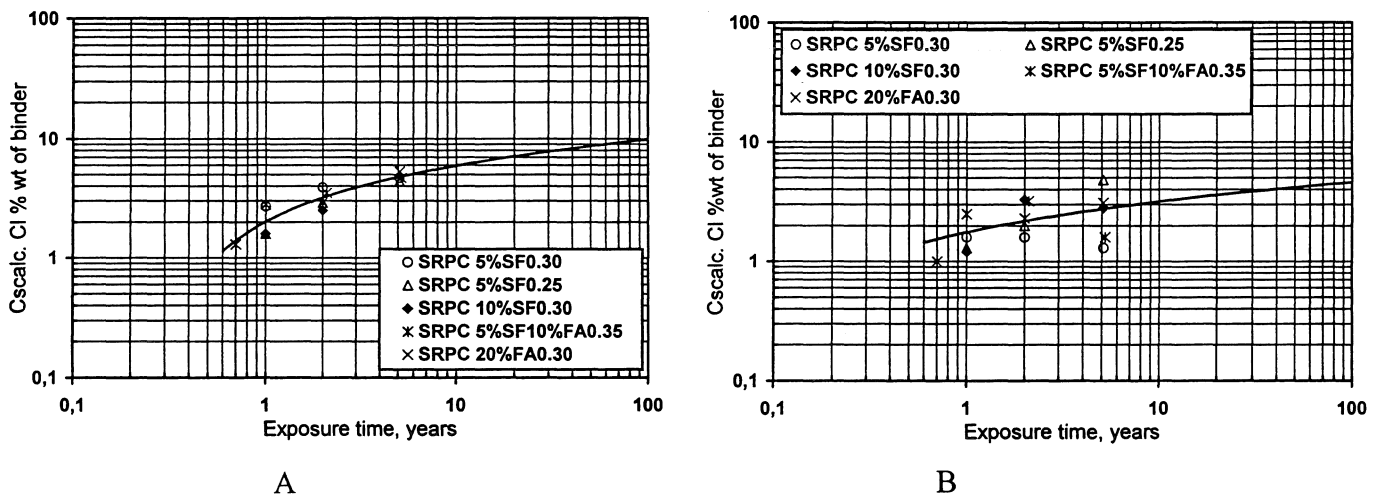 100
10
1
0,1
Cscalc. Cl % wt of binder
SRPC 5%SF0.30
SRPC 5%SF0.25
SRPC 10%SF0.30
SRPC 5%SF10%FA0.35
SRPC 20%FA0.30
0,1 1 10 100
Exposure time, years
A
100
10
1
0,1
Cscalc. Cl %wt of binder
SRPC 5%SF0.30 SRPC 5%SF0.25
SRPC 10%SF0.30 SRPC 5%SF10%FA0.35
SRPC 20%FA0.30
0,1 1 10 100
Exposure time, years
B